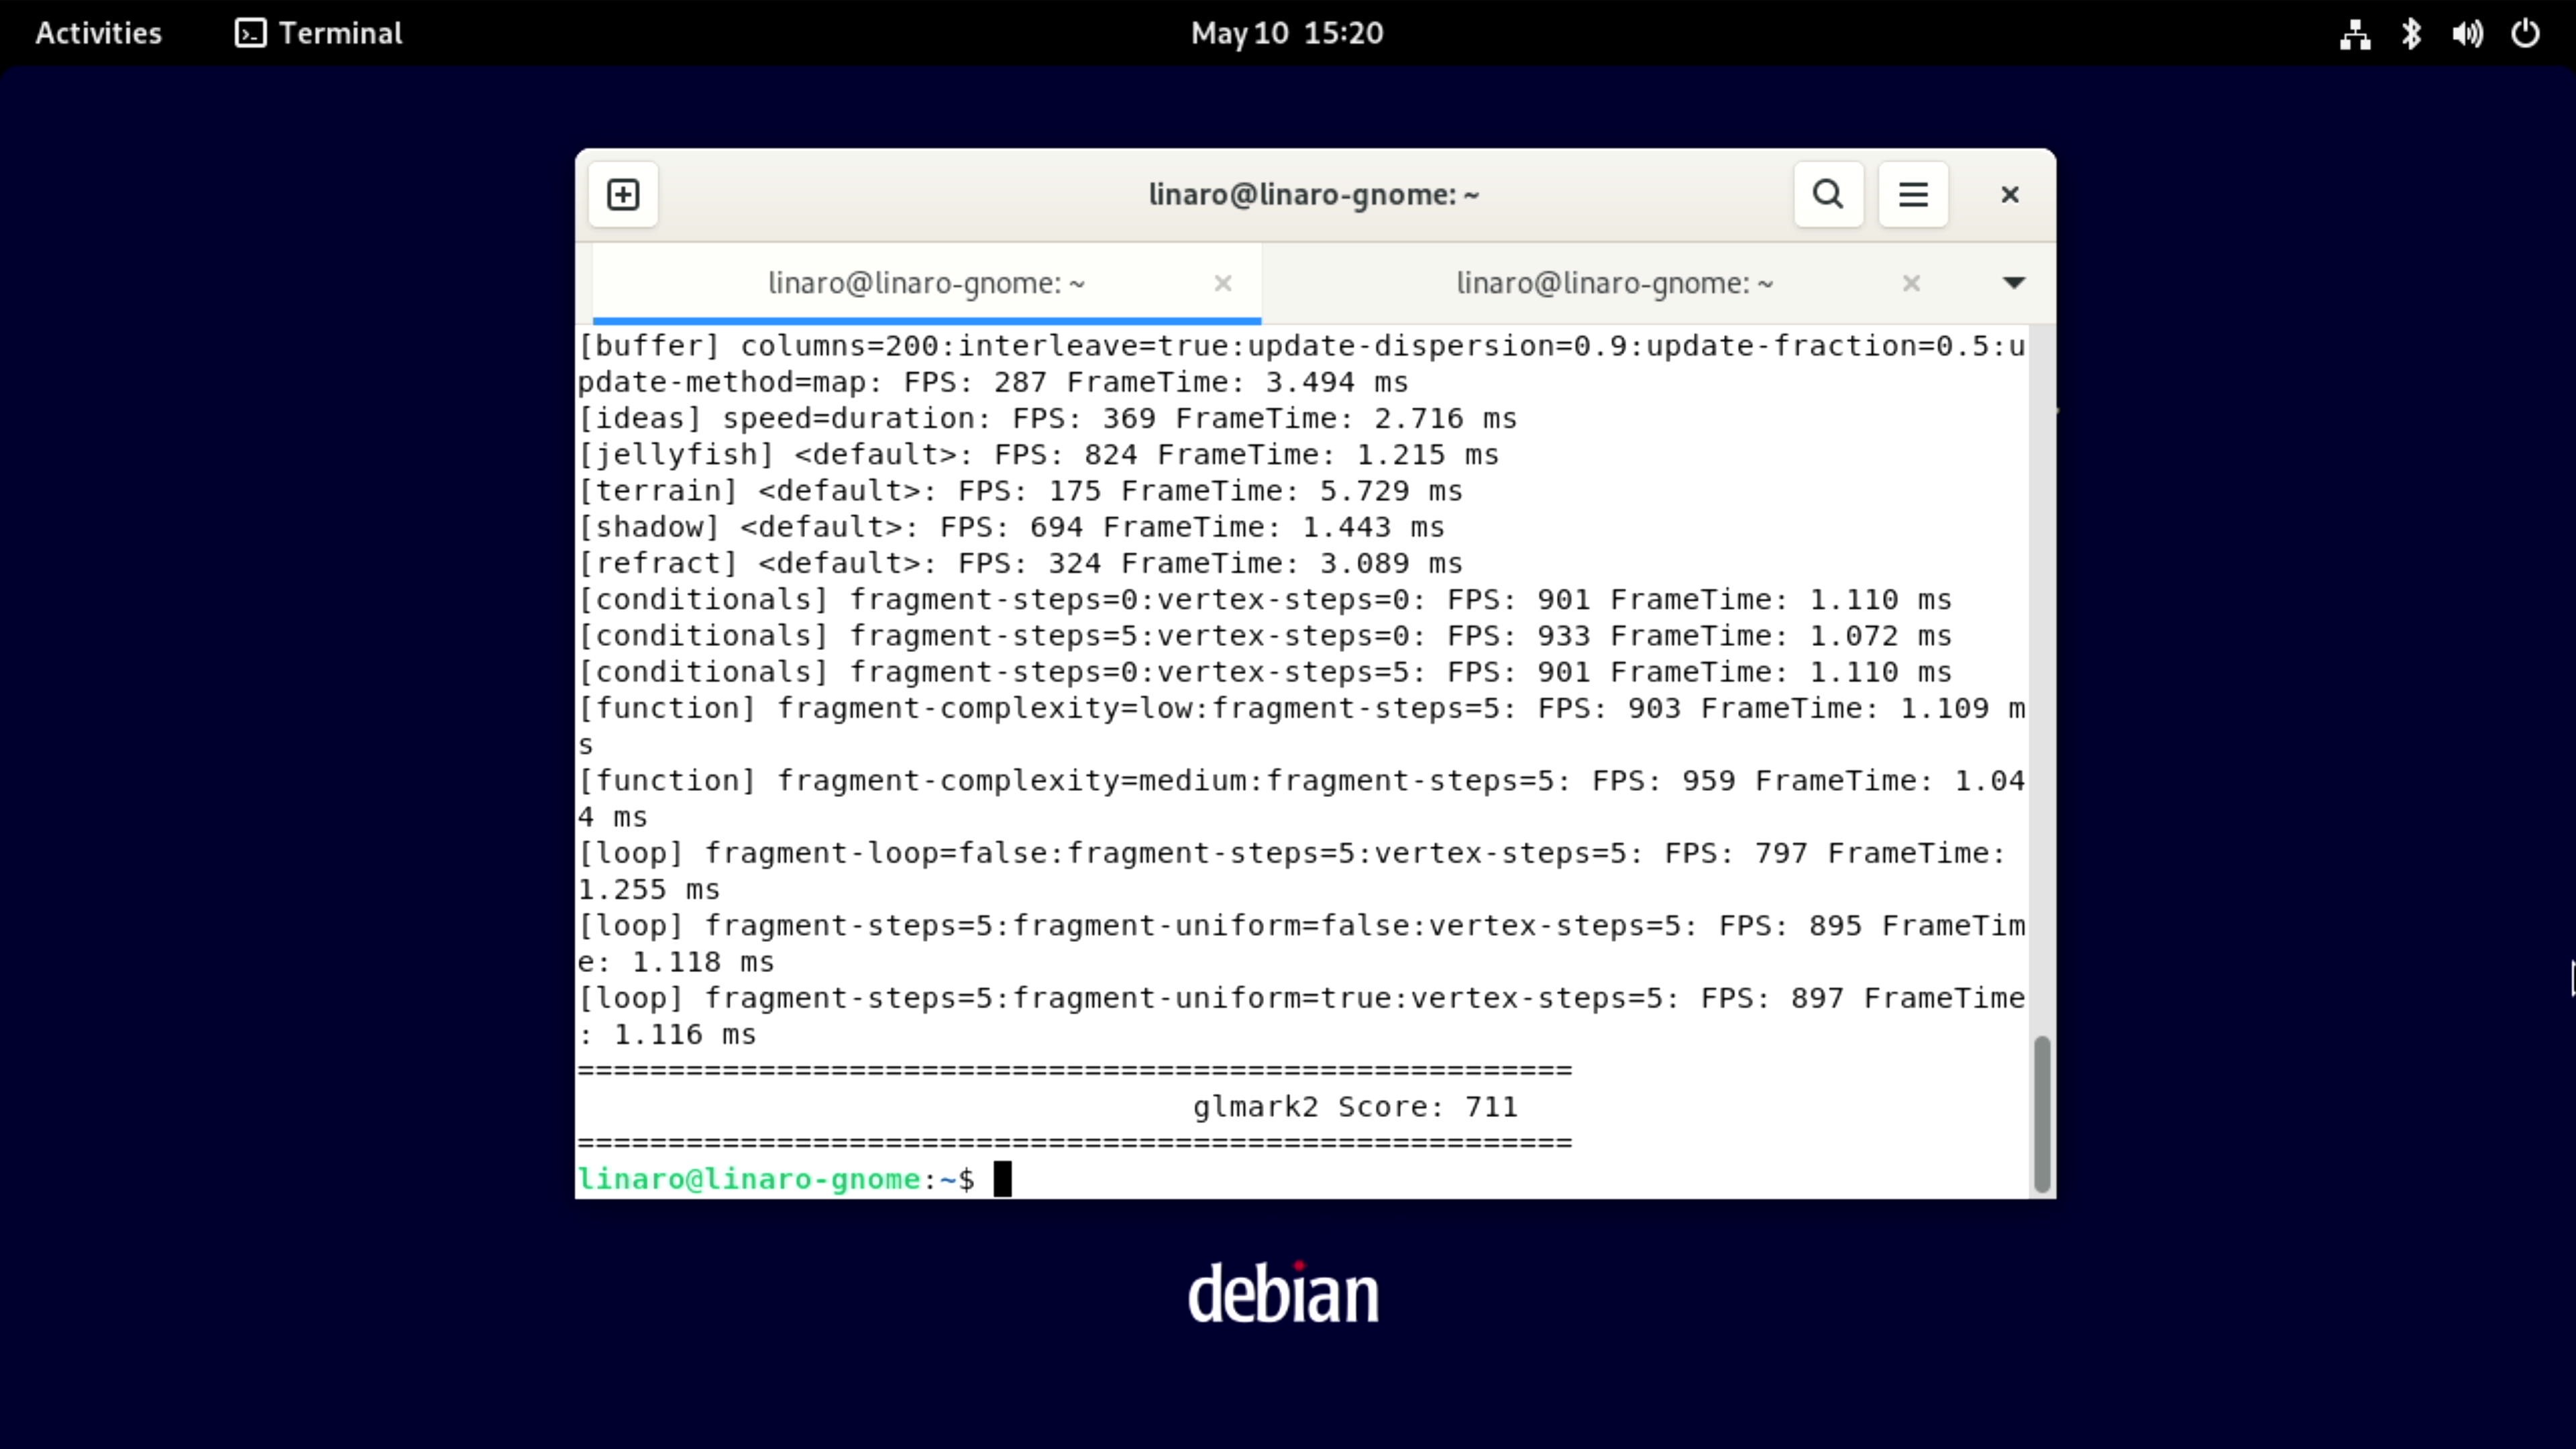 Activities Terminal May 10 15:20
linaro@linaro-gnome: ~
linaro@linaro-gnome: ~ linaro@linaro-gnome: ~
[buffer] columns=200:interleave=true:update-dispersion=0.9:update-fraction=0.5:u
pdate-method=map: FPS: 287 FrameTime: 3.494 ms
[ideas] speed=duration: FPS: 369 FrameTime: 2.716 ms
[jellyfish] <default>: FPS: 824 FrameTime: 1.215 ms
[terrain] <default>: FPS: 175 FrameTime: 5.729 ms
[shadow] <default>: FPS: 694 FrameTime: 1.443 ms
[refract] <default>: FPS: 324 FrameTime: 3.089 ms
[conditionals] fragment-steps=0:vertex-steps=0: FPS: 901 FrameTime: 1.110 ms
[conditionals] fragment-steps=5:vertex-steps=0: FPS: 933 FrameTime: 1.072 ms
[conditionals] fragment-steps=0:vertex-steps=5: FPS: 901 FrameTime: 1.110 ms
[function] fragment-complexity=low:fragment-steps=5: FPS: 903 FrameTime: 1.109 m
s
[function] fragment-complexity=medium:fragment-steps=5: FPS: 959 FrameTime: 1.04
4 ms
[loop] fragment-loop=false:fragment-steps=5:vertex-steps=5: FPS: 797 FrameTime:
1.255 ms
[loop] fragment-steps=5:fragment-uniform=false:vertex-steps=5: FPS: 895 FrameTim
e: 1.118 ms
[loop] fragment-steps=5:fragment-uniform=true:vertex-steps=5: FPS: 897 FrameTime
: 1.116 ms
=======================================================
glmark2 Score: 711
=======================================================
linaro@linaro-gnome:~$
debian